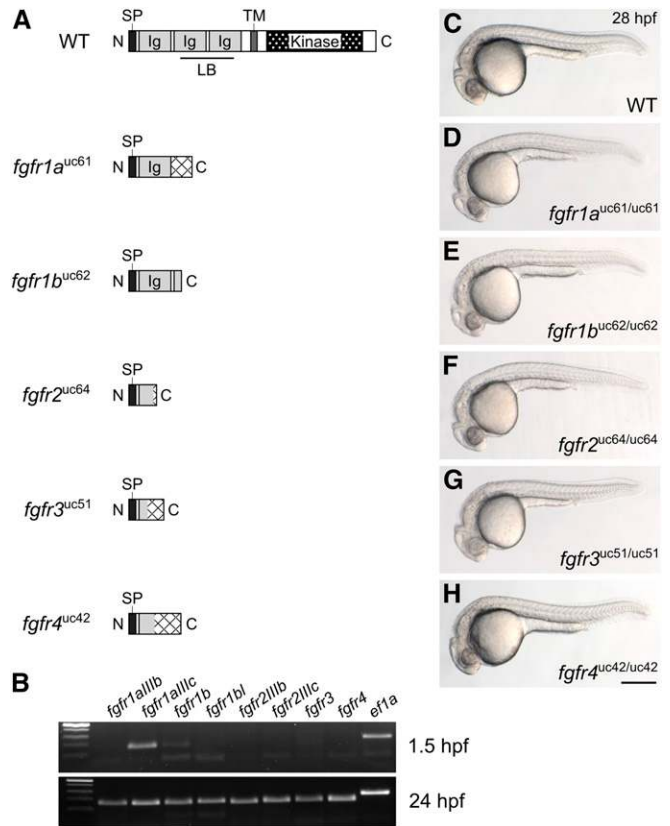 A
SP
TM
WT
N
Ig
Ig
Ig
Kinase
C
LB
SP
fgfr1a^uc61
N
Ig
C
SP
fgfr1b^uc62
N
Ig
C
SP
fgfr2^uc64
N
C
SP
fgfr3^uc51
N
C
SP
fgfr4^uc42
N
C
B
fgfr1aIIIb
fgfr1aIIIc
fgfr1b
fgfr1bl
fgfr2IIIb
fgfr2IIIc
fgfr3
fgfr4
ef1a
1.5 hpf
24 hpf
C
28 hpf
WT
D
fgfr1a^uc61/uc61
E
fgfr1b^uc62/uc62
F
fgfr2^uc64/uc64
G
fgfr3^uc51/uc51
H
fgfr4^uc42/uc42